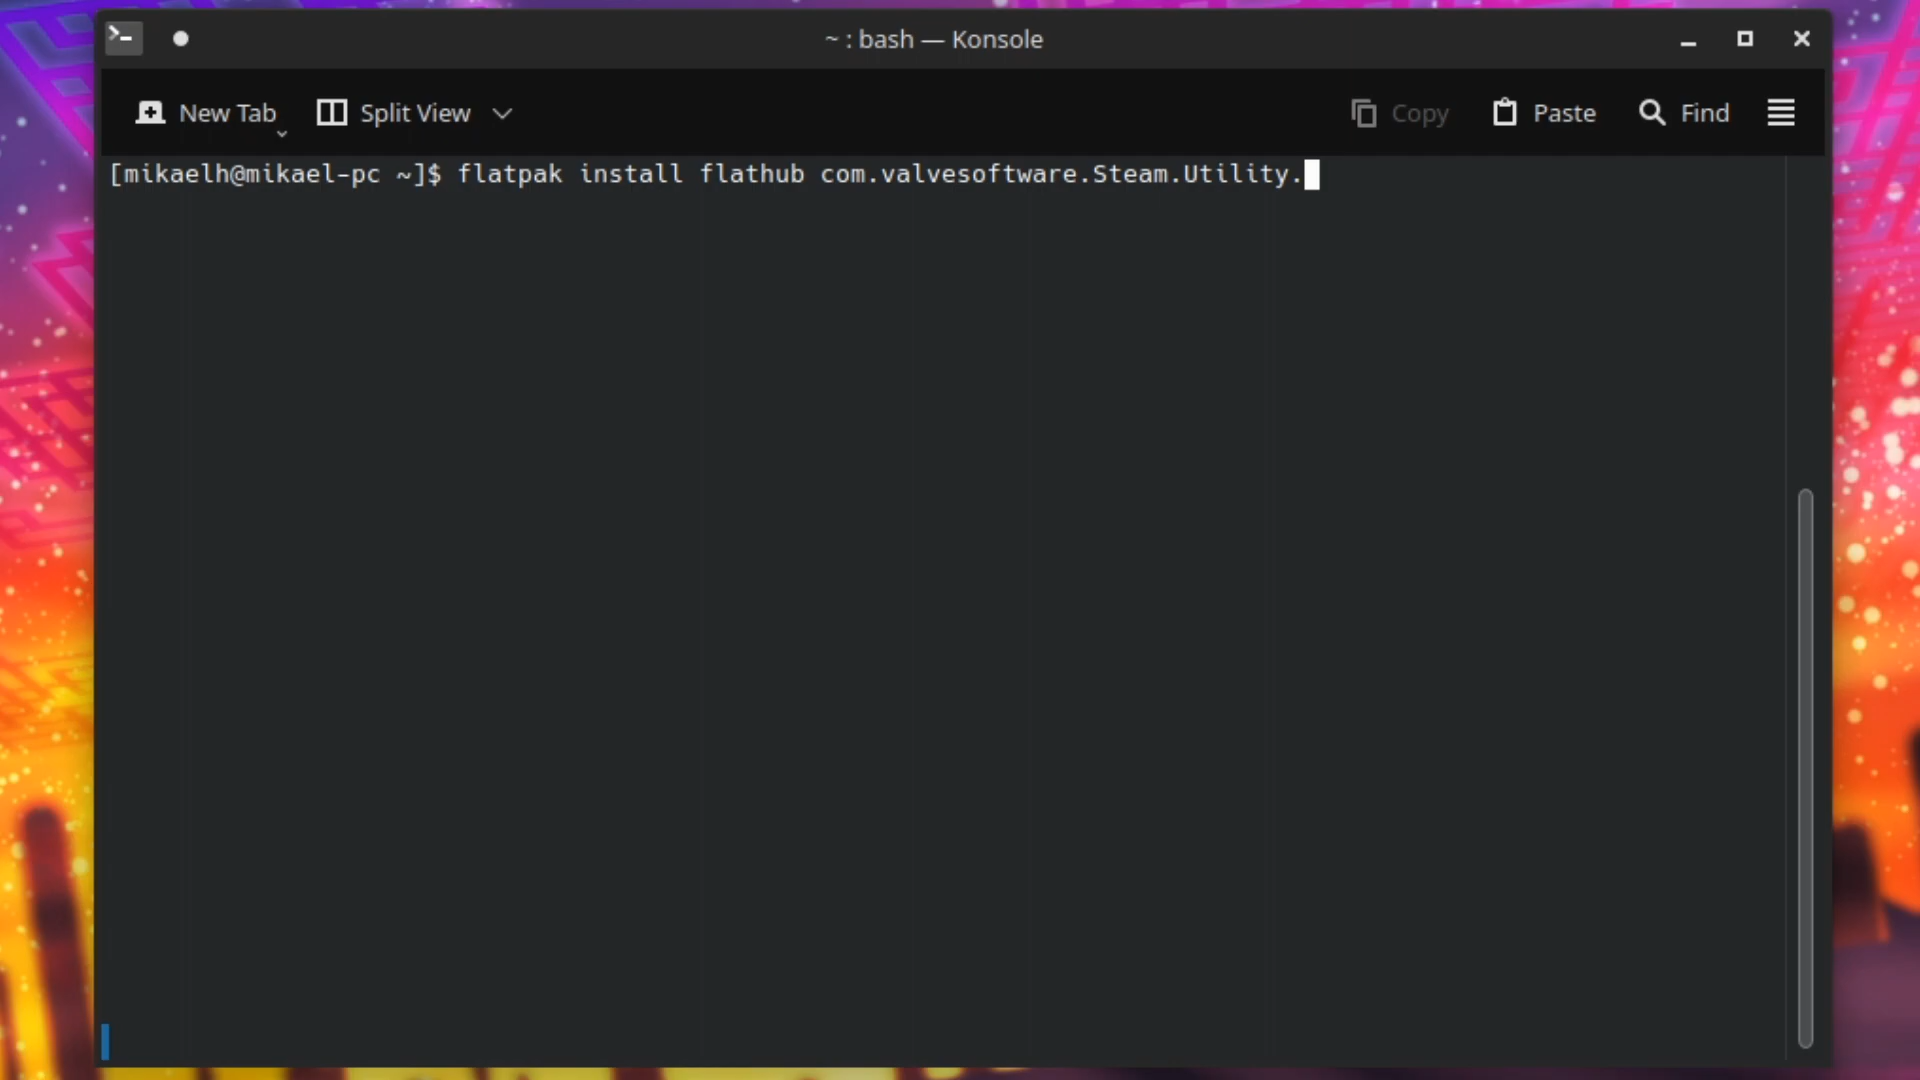 ~ : bash — Konsole
New Tab Split View Copy Paste Find
[mikaelh@mikael-pc ~]$ flatpak install flathub com.valvesoftware.Steam.Utility.